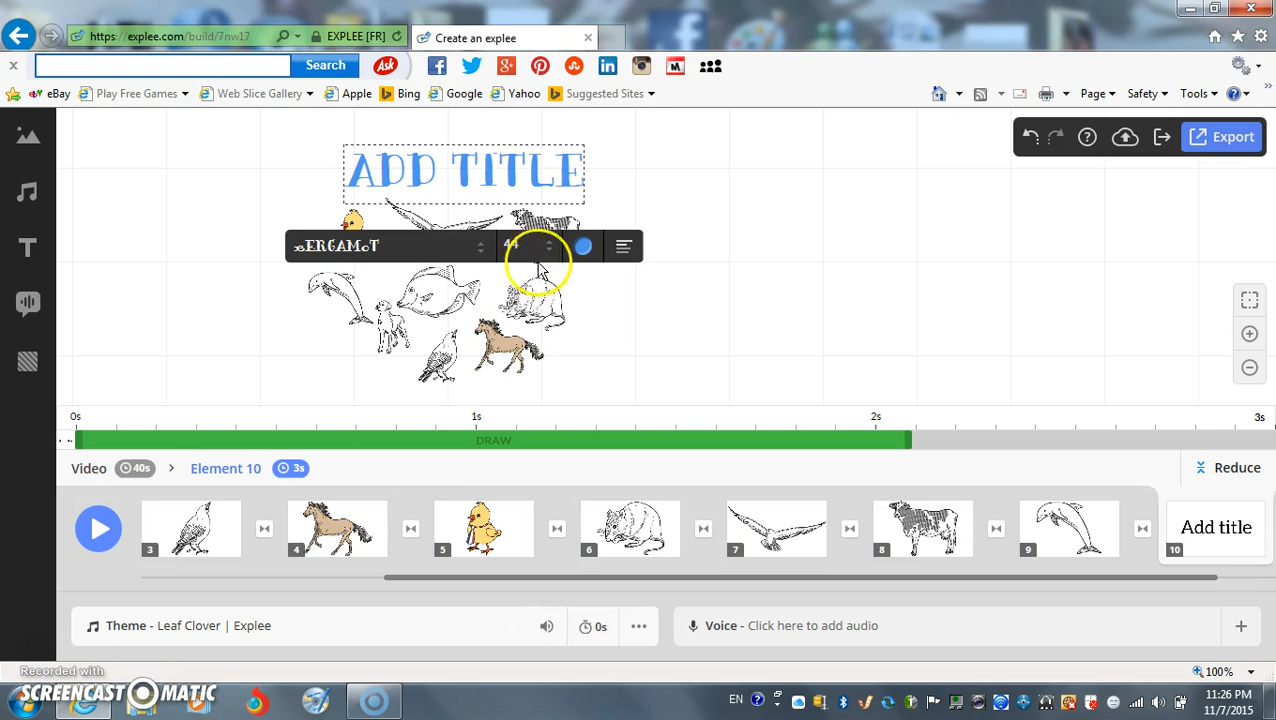 https://explee.com/build/7nw17
EXPLEE [FR]
Create an explee
Search
Ask
eBay
Play Free Games
Web Slice Gallery
Apple
Bing
Google
Yahoo
Suggested Sites
Page
Safety
Tools
Export
ADD TITLE
BERGAMOT
44
0s
1s
2s
3s
DRAW
Video
40s
Element 10
3s
Reduce
3
4
5
6
7
8
9
Add title
10
Theme - Leaf Clover | Explee
0s
Voice - Click here to add audio
Recorded with
SCREENCAST MATIC
100%
EN
11:26 PM
11/7/2015